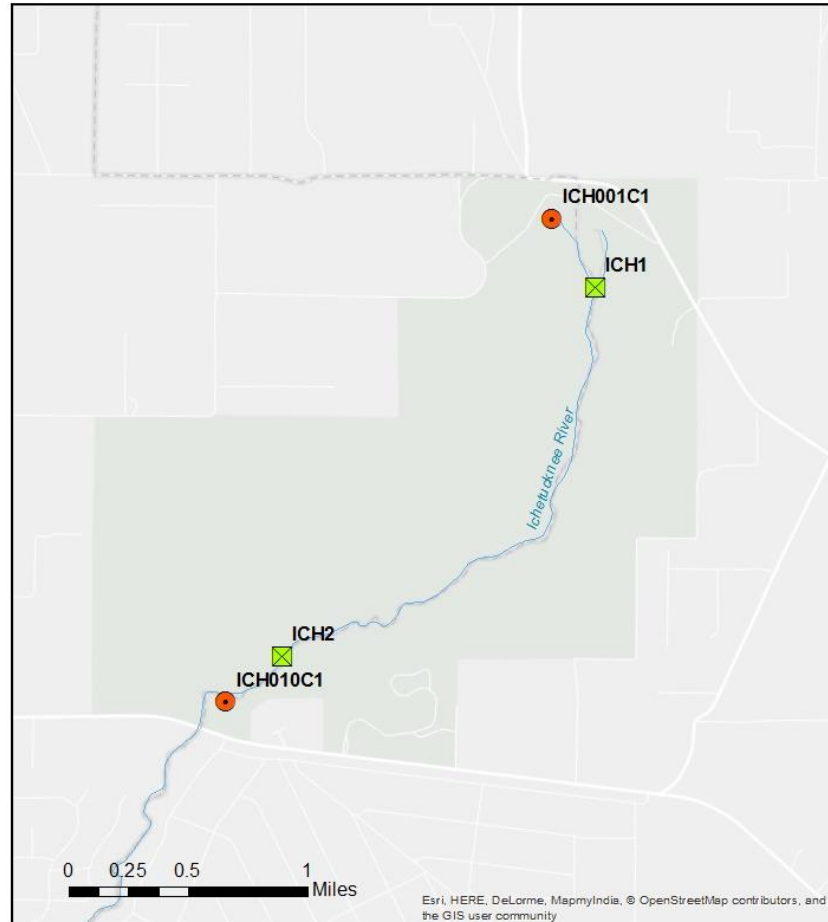 ICH001C1
ICH1
Ichetucknee River
ICH2
ICH010C1
0 0.25 0.5 1
Miles
Esri, HERE, DeLorme, MapmyIndia, © OpenStreetMap contributors, and
the GIS user community